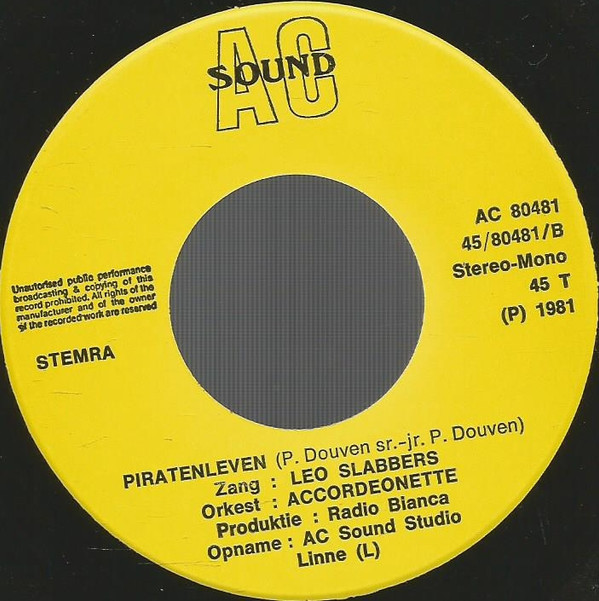 AC
SOUND
AC 80481
45/80481/B
Stereo-Mono
45 T
(P) 1981
Unautorised public performance
broadcasting & copying of this
record prohibited. All rights of the
manufacturer and of the owner
of the recorded work are reserved
STEMRA
PIRATENLEVEN (P. Douven sr.-jr. P. Douven)
Zang : LEO SLABBERS
Orkest : ACCORDEONETTE
Produktie : Radio Bianca
Opname : AC Sound Studio
Linne (L)